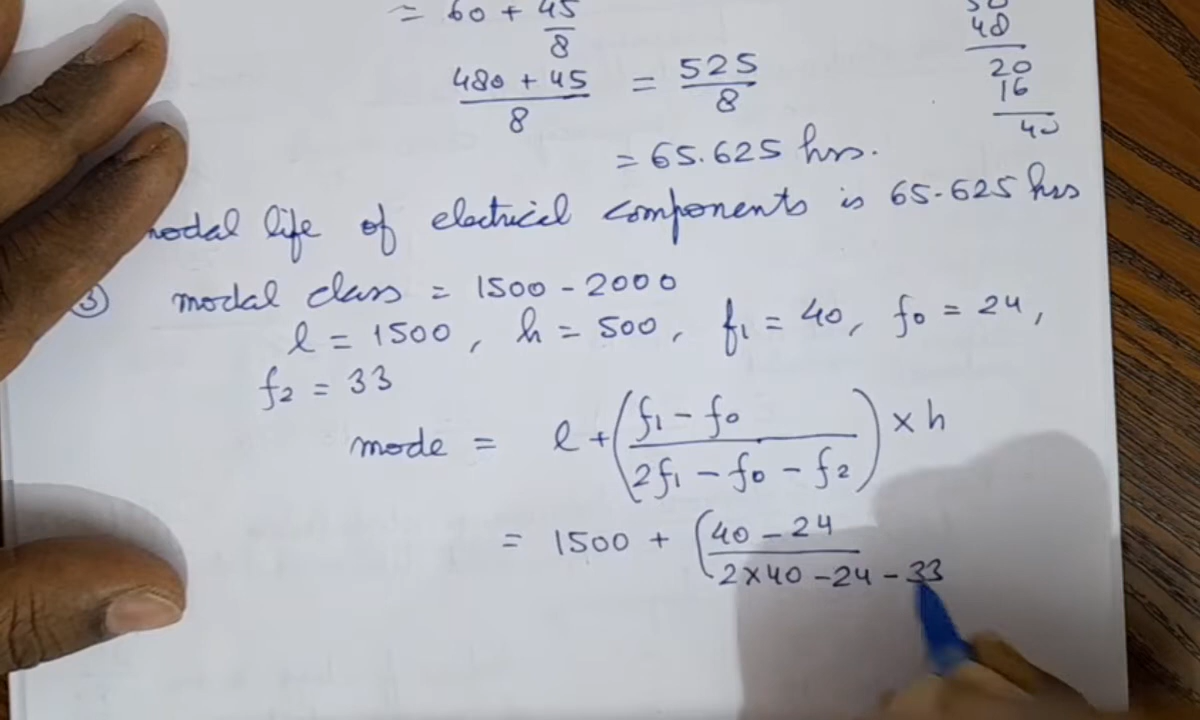 = 60 + 45/8
480 + 45/8 = 525/8
= 65.625 hrs.
modal life of electrical components is 65.625 hrs
48
20
16
40
3 modal class = 1500 - 2000
l = 1500, h = 500, f1 = 40, f0 = 24,
f2 = 33
mode = l + (f1 - f0 / 2f1 - f0 - f2) × h
= 1500 + (40 - 24 / 2×40 - 24 - 33